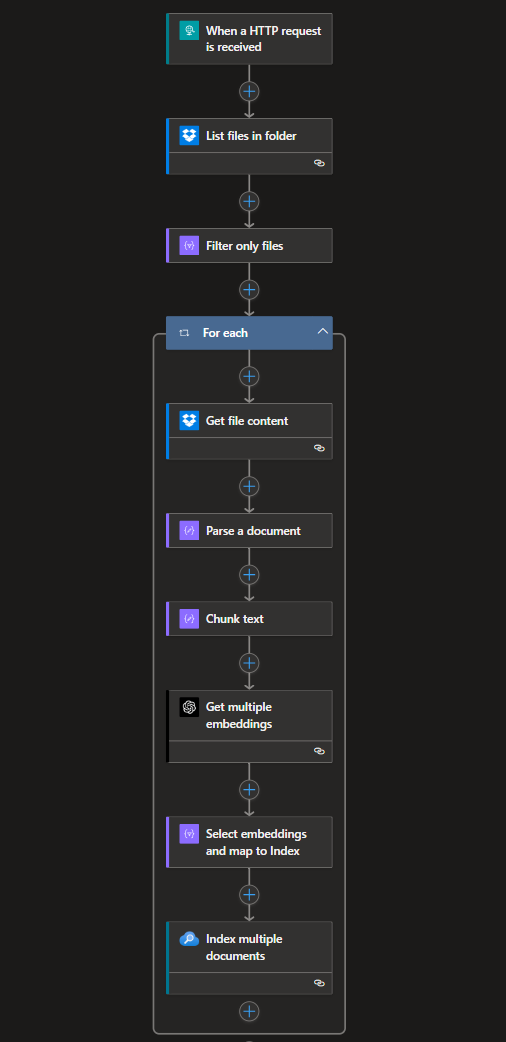 When a HTTP request
is received
List files in folder
Filter only files
For each
Get file content
Parse a document
Chunk text
Get multiple
embeddings
Select embeddings
and map to Index
Index multiple
documents